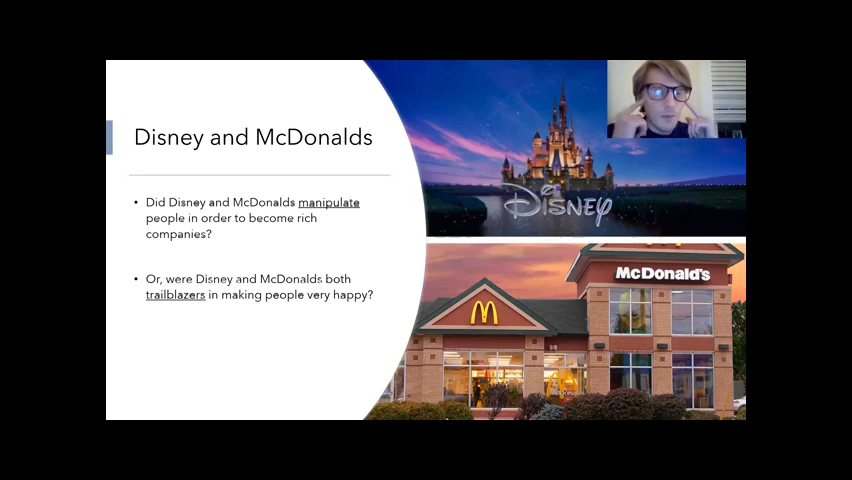 Disney and McDonalds
• Did Disney and McDonalds manipulate
people in order to become rich
companies?
• Or, were Disney and McDonalds both
trailblazers in making people very happy?
Disney
McDonald's